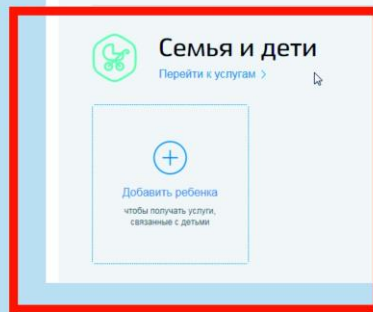 Семья и дети
Перейти к услугам >
Добавить ребенка
чтобы получать услуги,
связанные с детьми